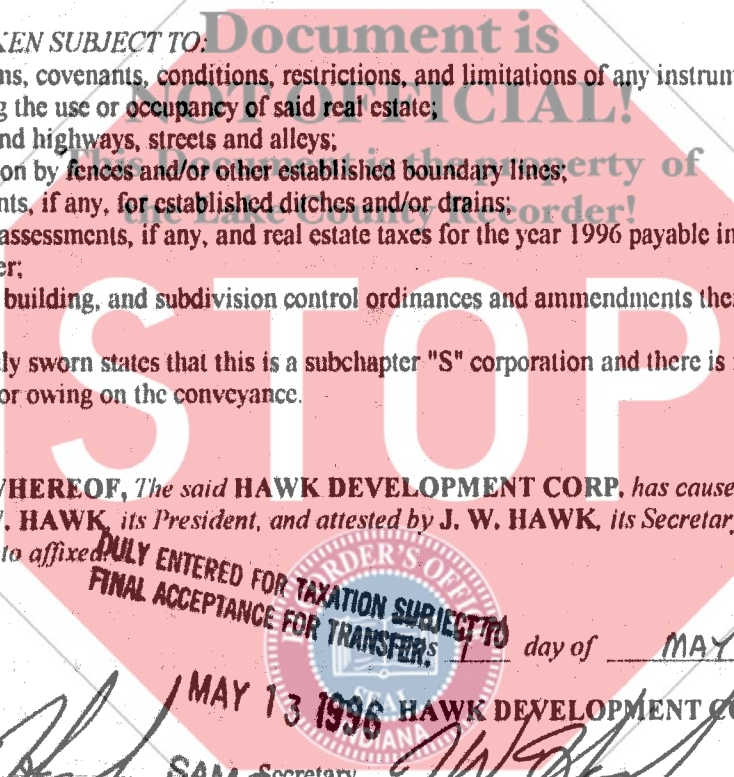 KEN SUBJECT TO:
Document is
ns, covenants, conditions, restrictions, and limitations of any instrum
g the use or occupancy of said real estate;
NOT OFFICIAL!
nd highways, streets and alleys;
This Document is the property of
on by fences and/or other established boundary lines;
nts, if any, for established ditches and/or drains;
the Lake County Recorder!
assessments, if any, and real estate taxes for the year 1996 payable in
er;
building, and subdivision control ordinances and ammendments the
STOP
ly sworn states that this is a subchapter "S" corporation and there is
or owing on the conveyance.
WHEREOF, The said HAWK DEVELOPMENT CORP. has cause
. HAWK, its President, and attested by J. W. HAWK, its Secretar
to affixed.
DULY ENTERED FOR TAXATION SUBJECT TO
FINAL ACCEPTANCE FOR TRANSFER.
RECORDER'S OFFI
day of MAY
MAY 13 1996
HAWK DEVELOPMENT CO
SEAL
INDIANA
Secretary